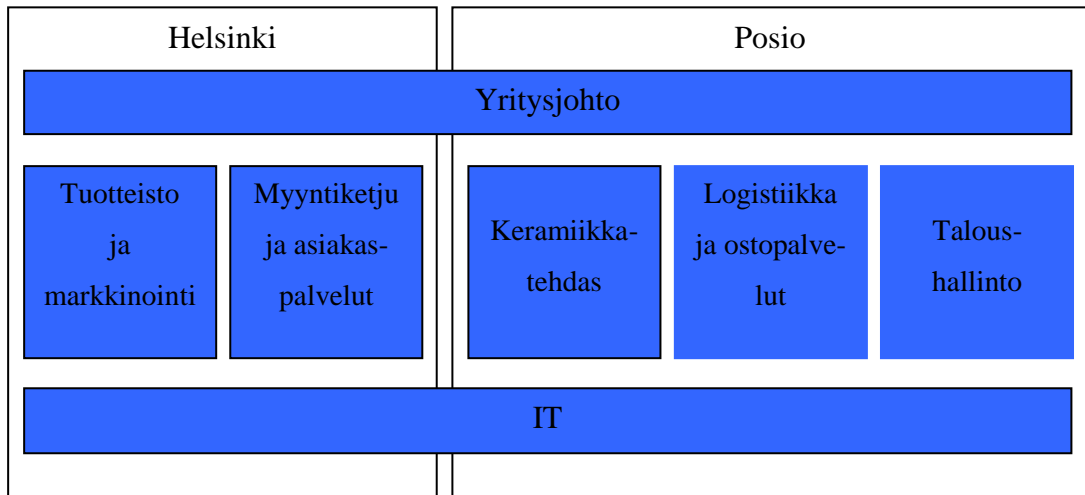 Helsinki
Posio
Yritysjohto
Tuotteisto
ja
markkinointi
Myyntiketju
ja asiakas-
palvelut
Keramiikka-
tehdas
Logistiikka
ja ostopalve-
lut
Talous-
hallinto
IT